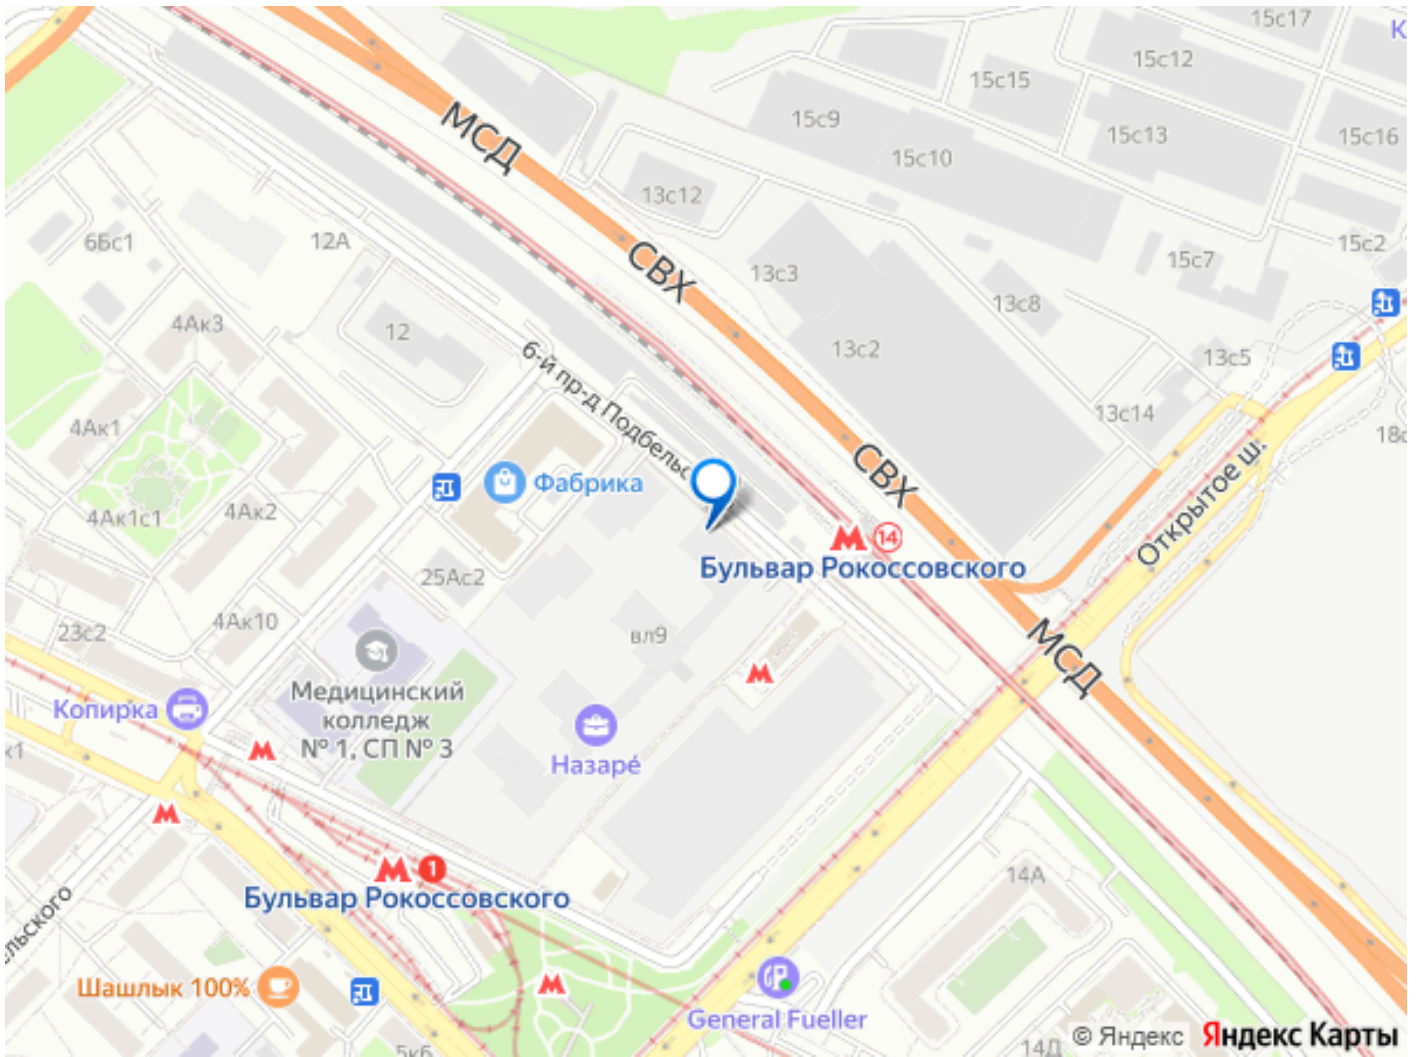 15с17
К
15с12
15с15
15с9
15с13
15с16
МСД
15с10
13с12
6Бс1
12А
15с2
СВХ
13с3
15с7
13с8
4Ак3
12
13с2
13с5
6-й пр-д Подбельс
13с14
4Ак1
18с
Открытое ш.
СВХ
Фабрика
4Ак1с1
4Ак2
М 14
Бульвар Рокоссовского
25Ас2
4Ак10
23с2
вл9
МСД
М
Медицинский
колледж
№ 1, СП № 3
Копирка
к1
М
Назаре́
М
М 1
Бульвар Рокоссовского
14А
ельского
Шашлык 100%
М
General Fueller
5к6
14Д
© Яндекс Яндекс Карты